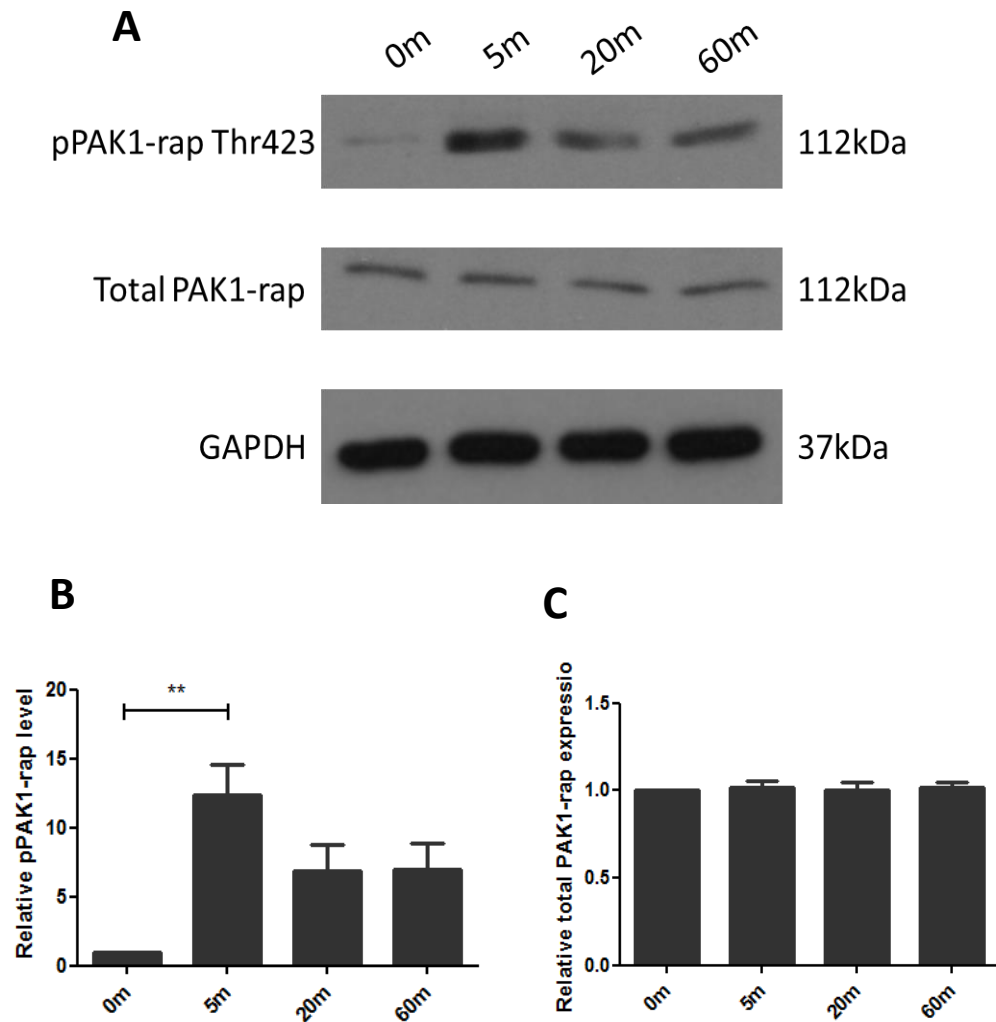 A
0m 5m 20m 60m
pPAK1-rap Thr423 112kDa
Total PAK1-rap 112kDa
GAPDH 37kDa
B
Relative pPAK1-rap level
20
15
10
5
0
**
0m 5m 20m 60m
C
Relative total PAK1-rap expressio
1.5
1.0
0.5
0.0
0m 5m 20m 60m